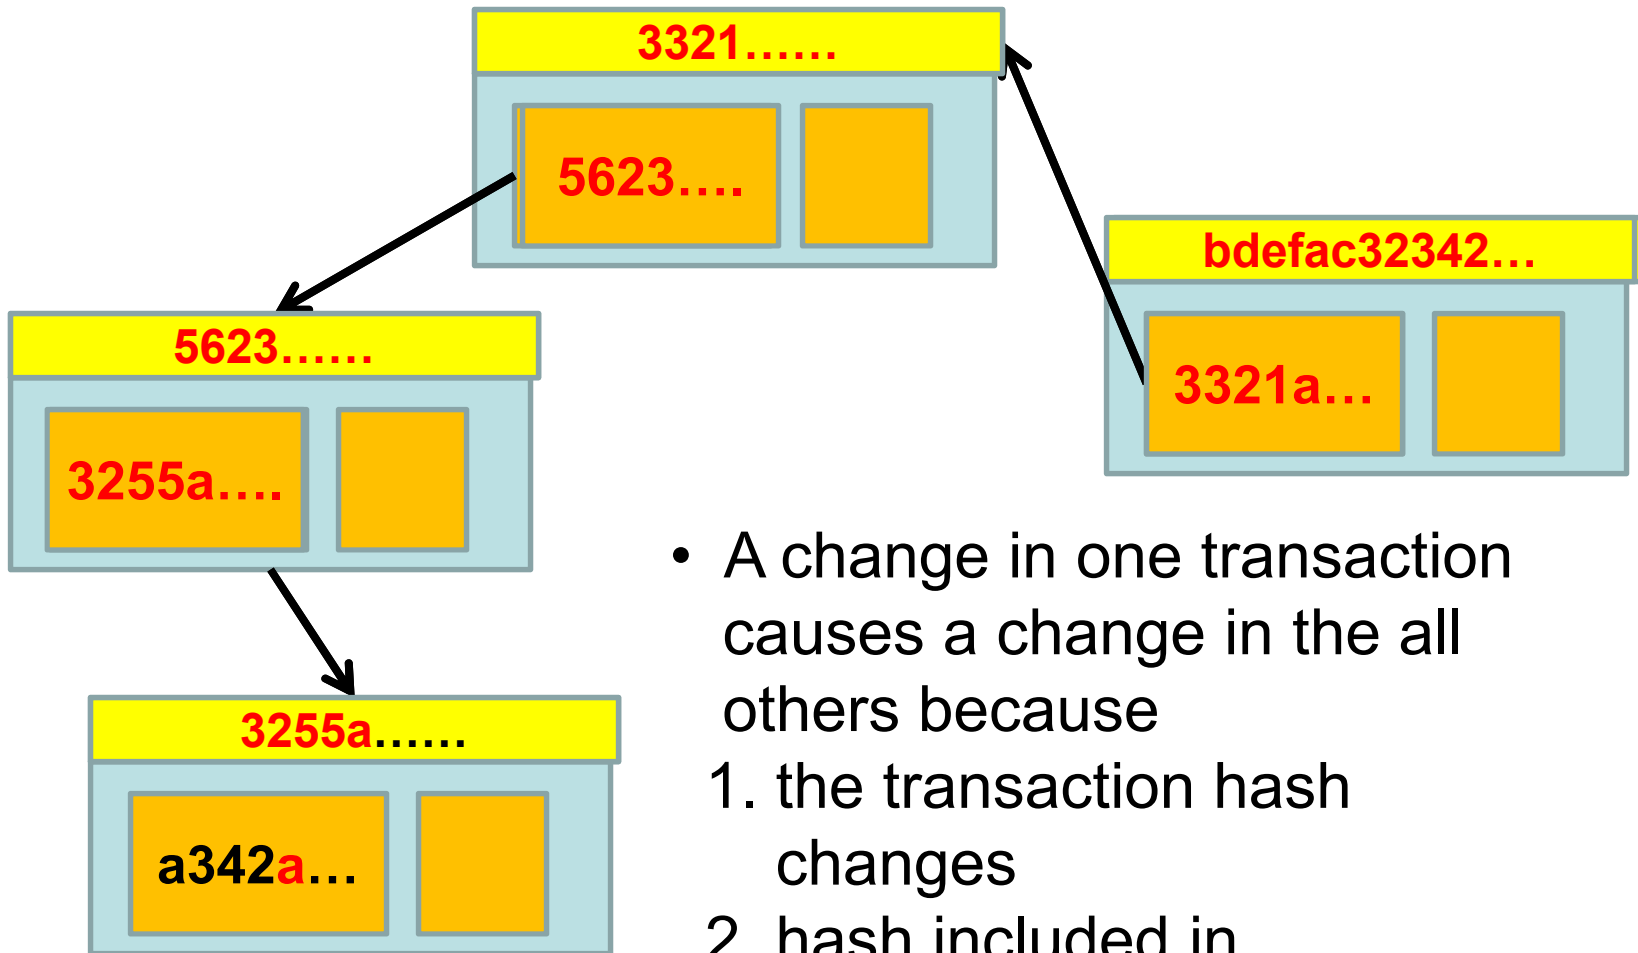 3321......
5623....
bdefac32342...
3321a...
5623......
3255a....
3255a......
a342a...
• A change in one transaction
causes a change in the all
others because
1. the transaction hash
changes
2. hash included in